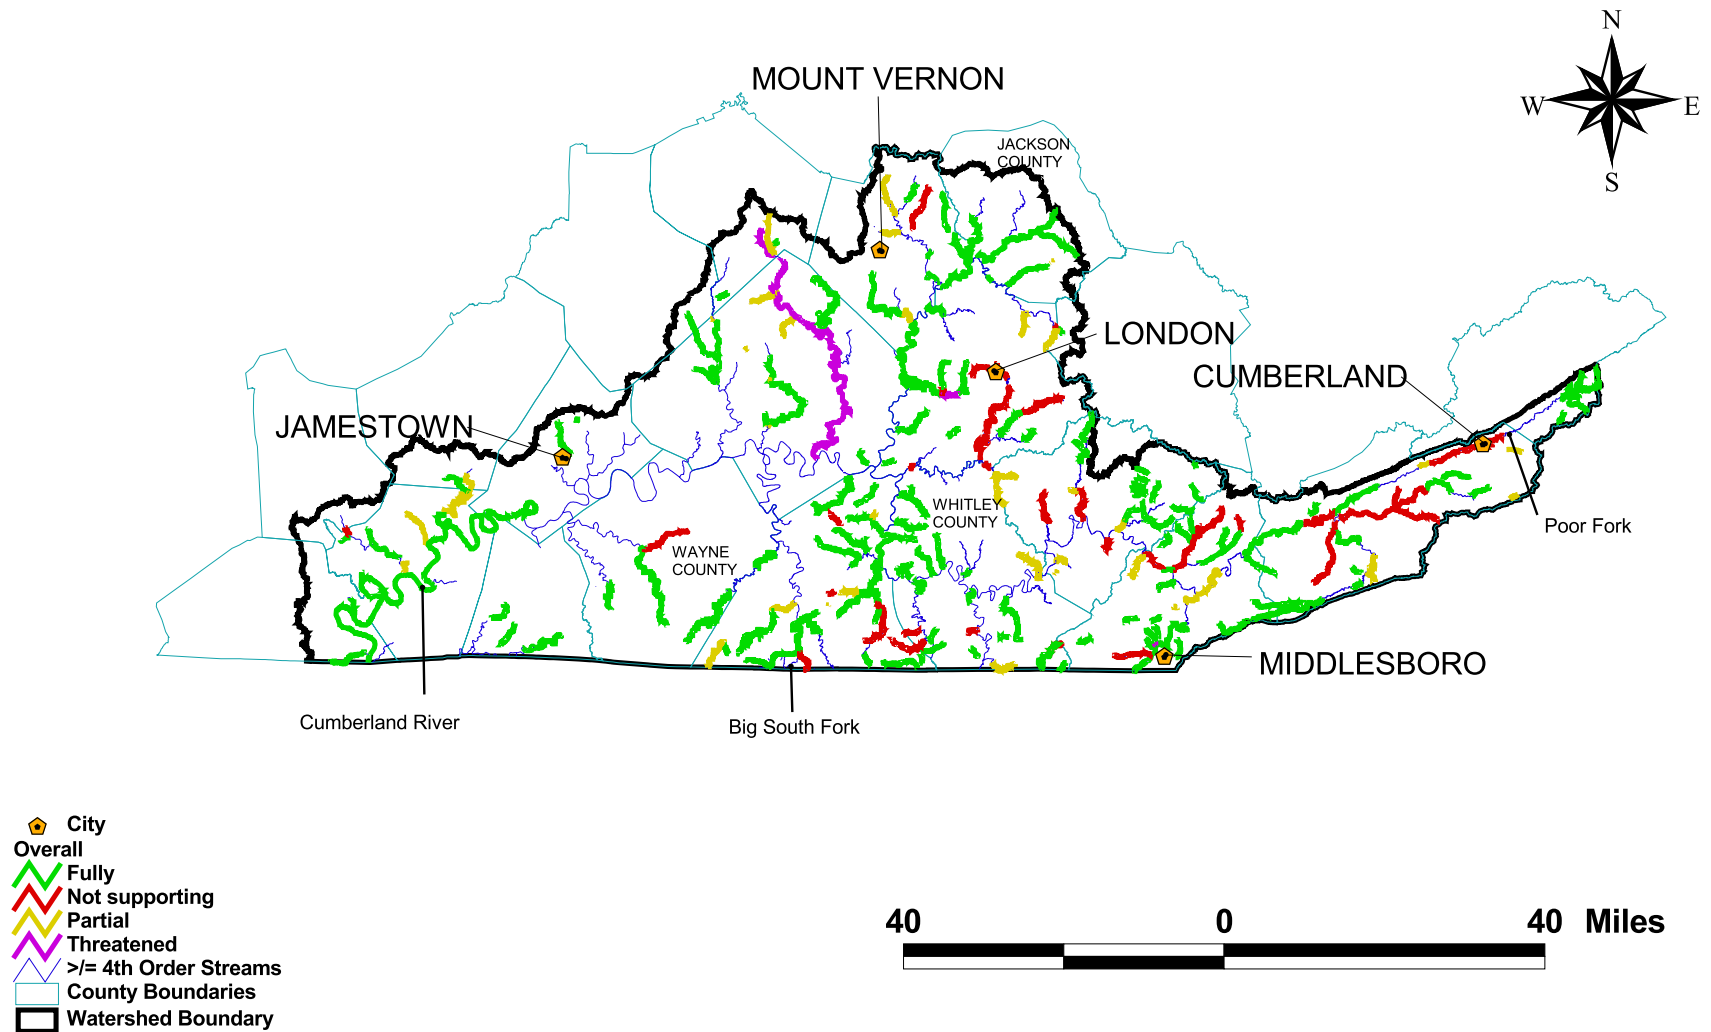 N
W
E
S
MOUNT VERNON
JACKSON
COUNTY
LONDON
CUMBERLAND
JAMESTOWN
WHITLEY
COUNTY
Poor Fork
WAYNE
COUNTY
MIDDLESBORO
Cumberland River
Big South Fork
City
Overall
Fully
Not supporting
Partial
Threatened
>/= 4th Order Streams
County Boundaries
Watershed Boundary
40 0 40 Miles